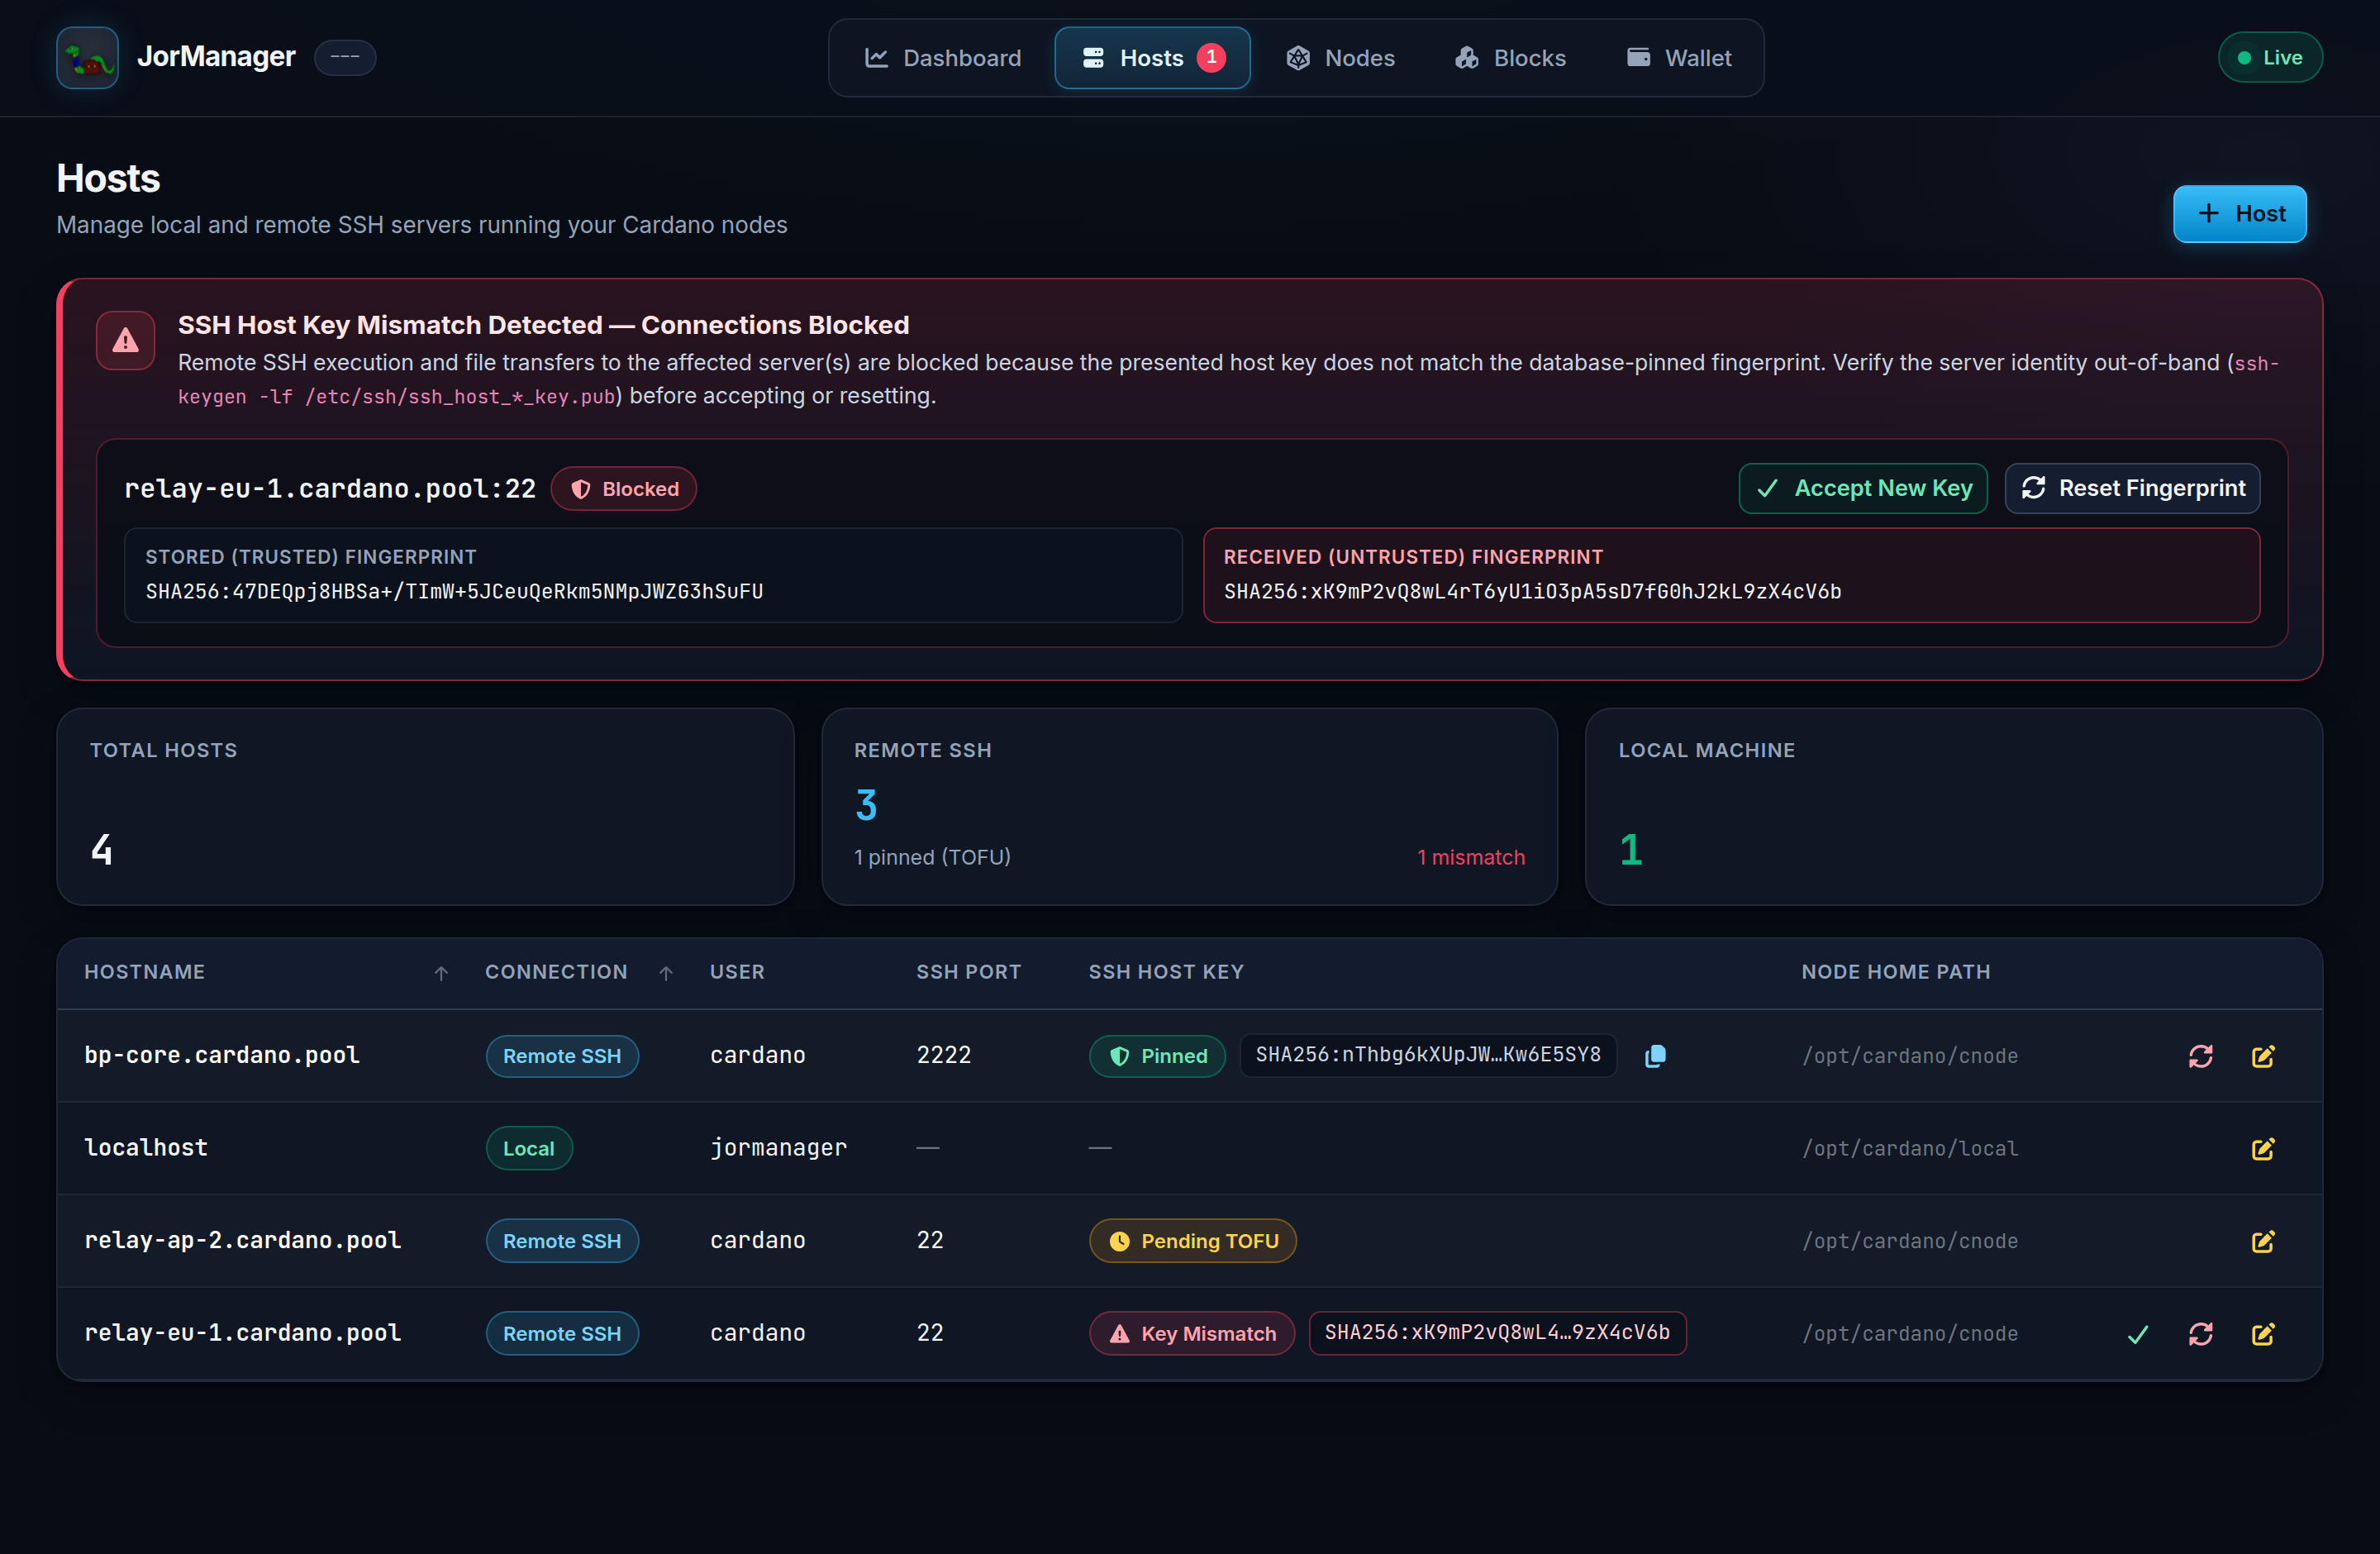 JorManager
---
Dashboard
Hosts
1
Nodes
Blocks
Wallet
Live
Hosts
Manage local and remote SSH servers running your Cardano nodes
+ Host
SSH Host Key Mismatch Detected — Connections Blocked
Remote SSH execution and file transfers to the affected server(s) are blocked because the presented host key does not match the database-pinned fingerprint. Verify the server identity out-of-band (ssh-
keygen -lf /etc/ssh/ssh_host_*_key.pub) before accepting or resetting.
relay-eu-1.cardano.pool:22
Blocked
Accept New Key
Reset Fingerprint
STORED (TRUSTED) FINGERPRINT
SHA256:47DEQpj8HBSa+/TImW+5JCeuQeRkm5NMpJWZG3hSuFU
RECEIVED (UNTRUSTED) FINGERPRINT
SHA256:xK9mP2vQ8wL4rT6yU1iO3pA5sD7fG0hJ2kL9zX4cV6b
TOTAL HOSTS
4
REMOTE SSH
3
1 pinned (TOFU)
1 mismatch
LOCAL MACHINE
1
HOSTNAME
CONNECTION
USER
SSH PORT
SSH HOST KEY
NODE HOME PATH
bp-core.cardano.pool
Remote SSH
cardano
2222
Pinned
SHA256:nThbg6kXUpJW…Kw6E5SY8
/opt/cardano/cnode
localhost
Local
jormanager
—
—
/opt/cardano/local
relay-ap-2.cardano.pool
Remote SSH
cardano
22
Pending TOFU
/opt/cardano/cnode
relay-eu-1.cardano.pool
Remote SSH
cardano
22
Key Mismatch
SHA256:xK9mP2vQ8wL4…9zX4cV6b
/opt/cardano/cnode